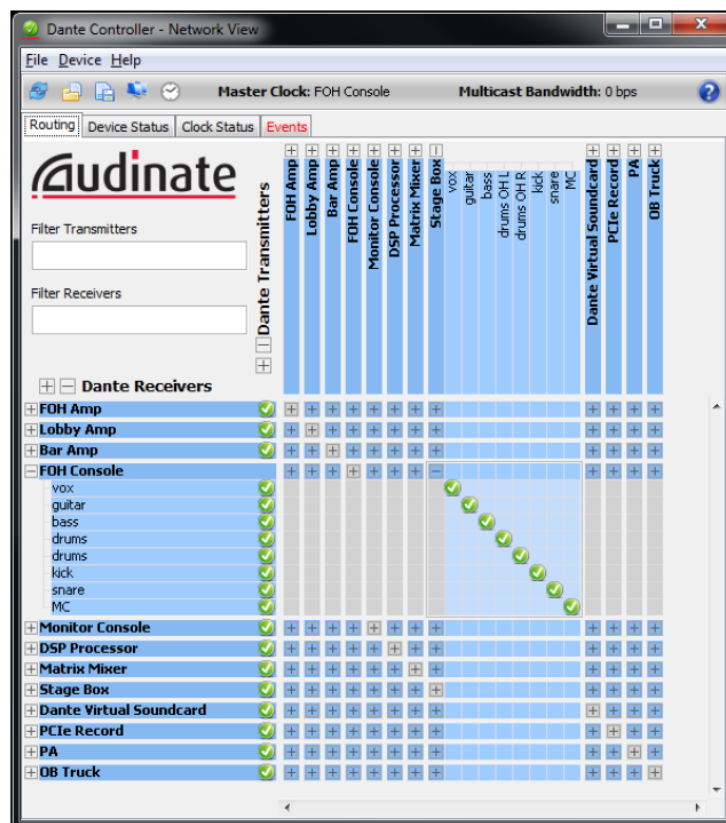 Dante Controller - Network View
File Device Help
Master Clock: FOH Console Multicast Bandwidth: 0 bps
Routing Device Status Clock Status Events
Audinate
Filter Transmitters
Filter Receivers
Dante Transmitters
FOH Amp
Lobby Amp
Bar Amp
FOH Console
Monitor Console
DSP Processor
Matrix Mixer
Stage Box
vox
guitar
bass
drums OH L
drums OH R
kick
snare
MC
Dante Virtual Soundcard
PCIe Record
PA
OB Truck
Dante Receivers
FOH Amp
Lobby Amp
Bar Amp
FOH Console
vox
guitar
bass
drums
drums
kick
snare
MC
Monitor Console
DSP Processor
Matrix Mixer
Stage Box
Dante Virtual Soundcard
PCIe Record
PA
OB Truck